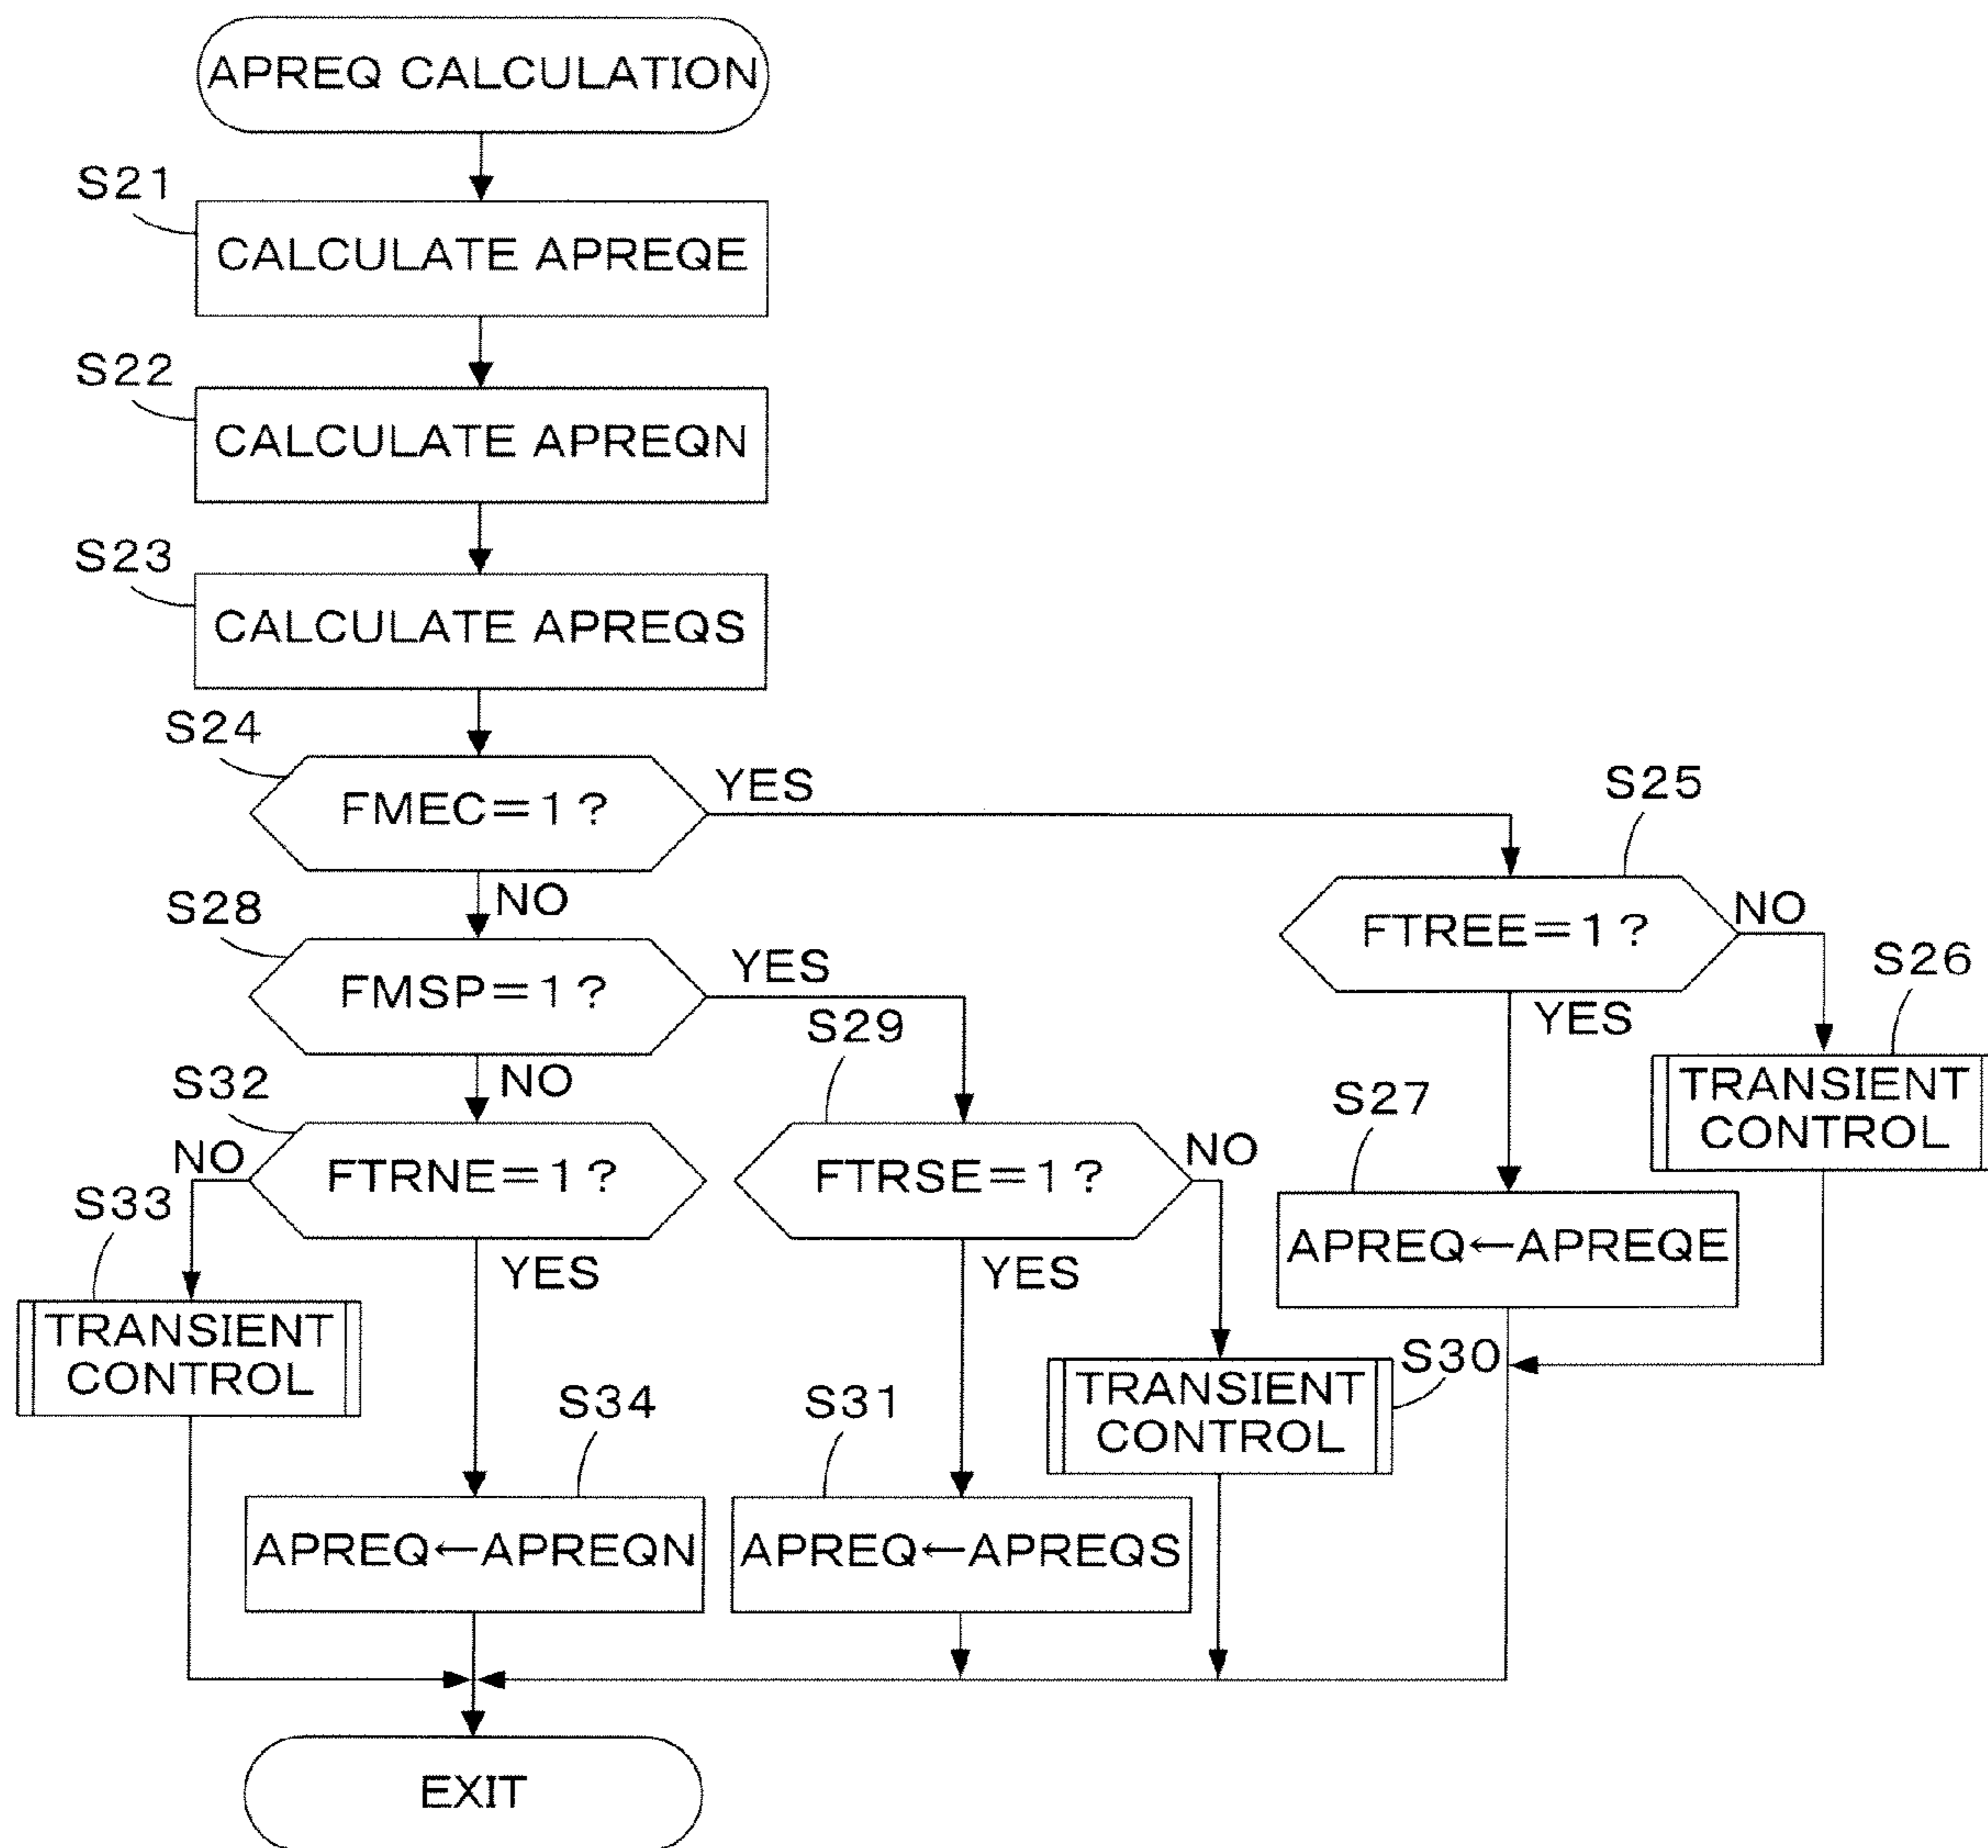 APREQ CALCULATION
S21
CALCULATE APREQE
S22
CALCULATE APREQN
S23
CALCULATE APREQS
S24
FMEC=1?
YES
NO
S25
FTREE=1?
NO
YES
S26
TRANSIENT
CONTROL
S27
APREQ←APREQE
S28
FMSP=1?
YES
NO
S29
FTRSE=1?
NO
YES
S30
TRANSIENT
CONTROL
S31
APREQ←APREQS
S32
FTRNE=1?
NO
YES
S33
TRANSIENT
CONTROL
S34
APREQ←APREQN
EXIT